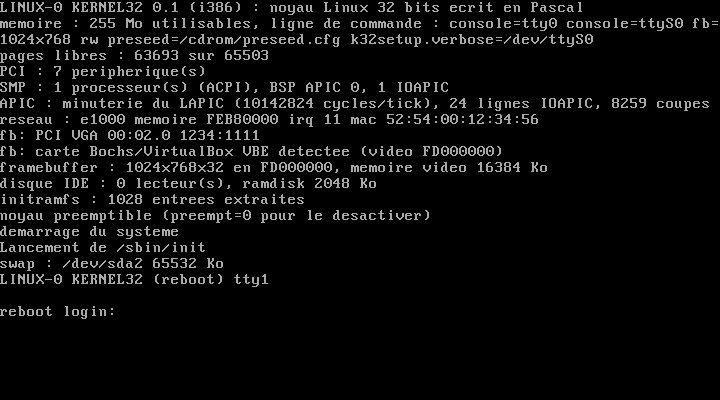 LINUX-0 KERNEL32 0.1 (i386) : noyau Linux 32 bits ecrit en Pascal
memoire : 255 Mo utilisables, ligne de commande : console=tty0 console=ttyS0 fb=
1024x768 rw preseed=/cdrom/preseed.cfg k32setup.verbose=/dev/ttyS0
pages libres : 63693 sur 65503
PCI : 7 peripherique(s)
SMP : 1 processeur(s) (ACPI), BSP APIC 0, 1 IOAPIC
APIC : minuterie du LAPIC (10142824 cycles/tick), 24 lignes IOAPIC, 8259 coupes
reseau : e1000 memoire FEB80000 irq 11 mac 52:54:00:12:34:56
fb: PCI VGA 00:02.0 1234:1111
fb: carte Bochs/VirtualBox VBE detectee (video FD000000)
framebuffer : 1024x768x32 en FD000000, memoire video 16384 Ko
disque IDE : 0 lecteur(s), ramdisk 2048 Ko
initramfs : 1028 entrees extraites
noyau preemptible (preempt=0 pour le desactiver)
demarrage du systeme
Lancement de /sbin/init
swap : /dev/sda2 65532 Ko
LINUX-0 KERNEL32 (reboot) tty1
reboot login: